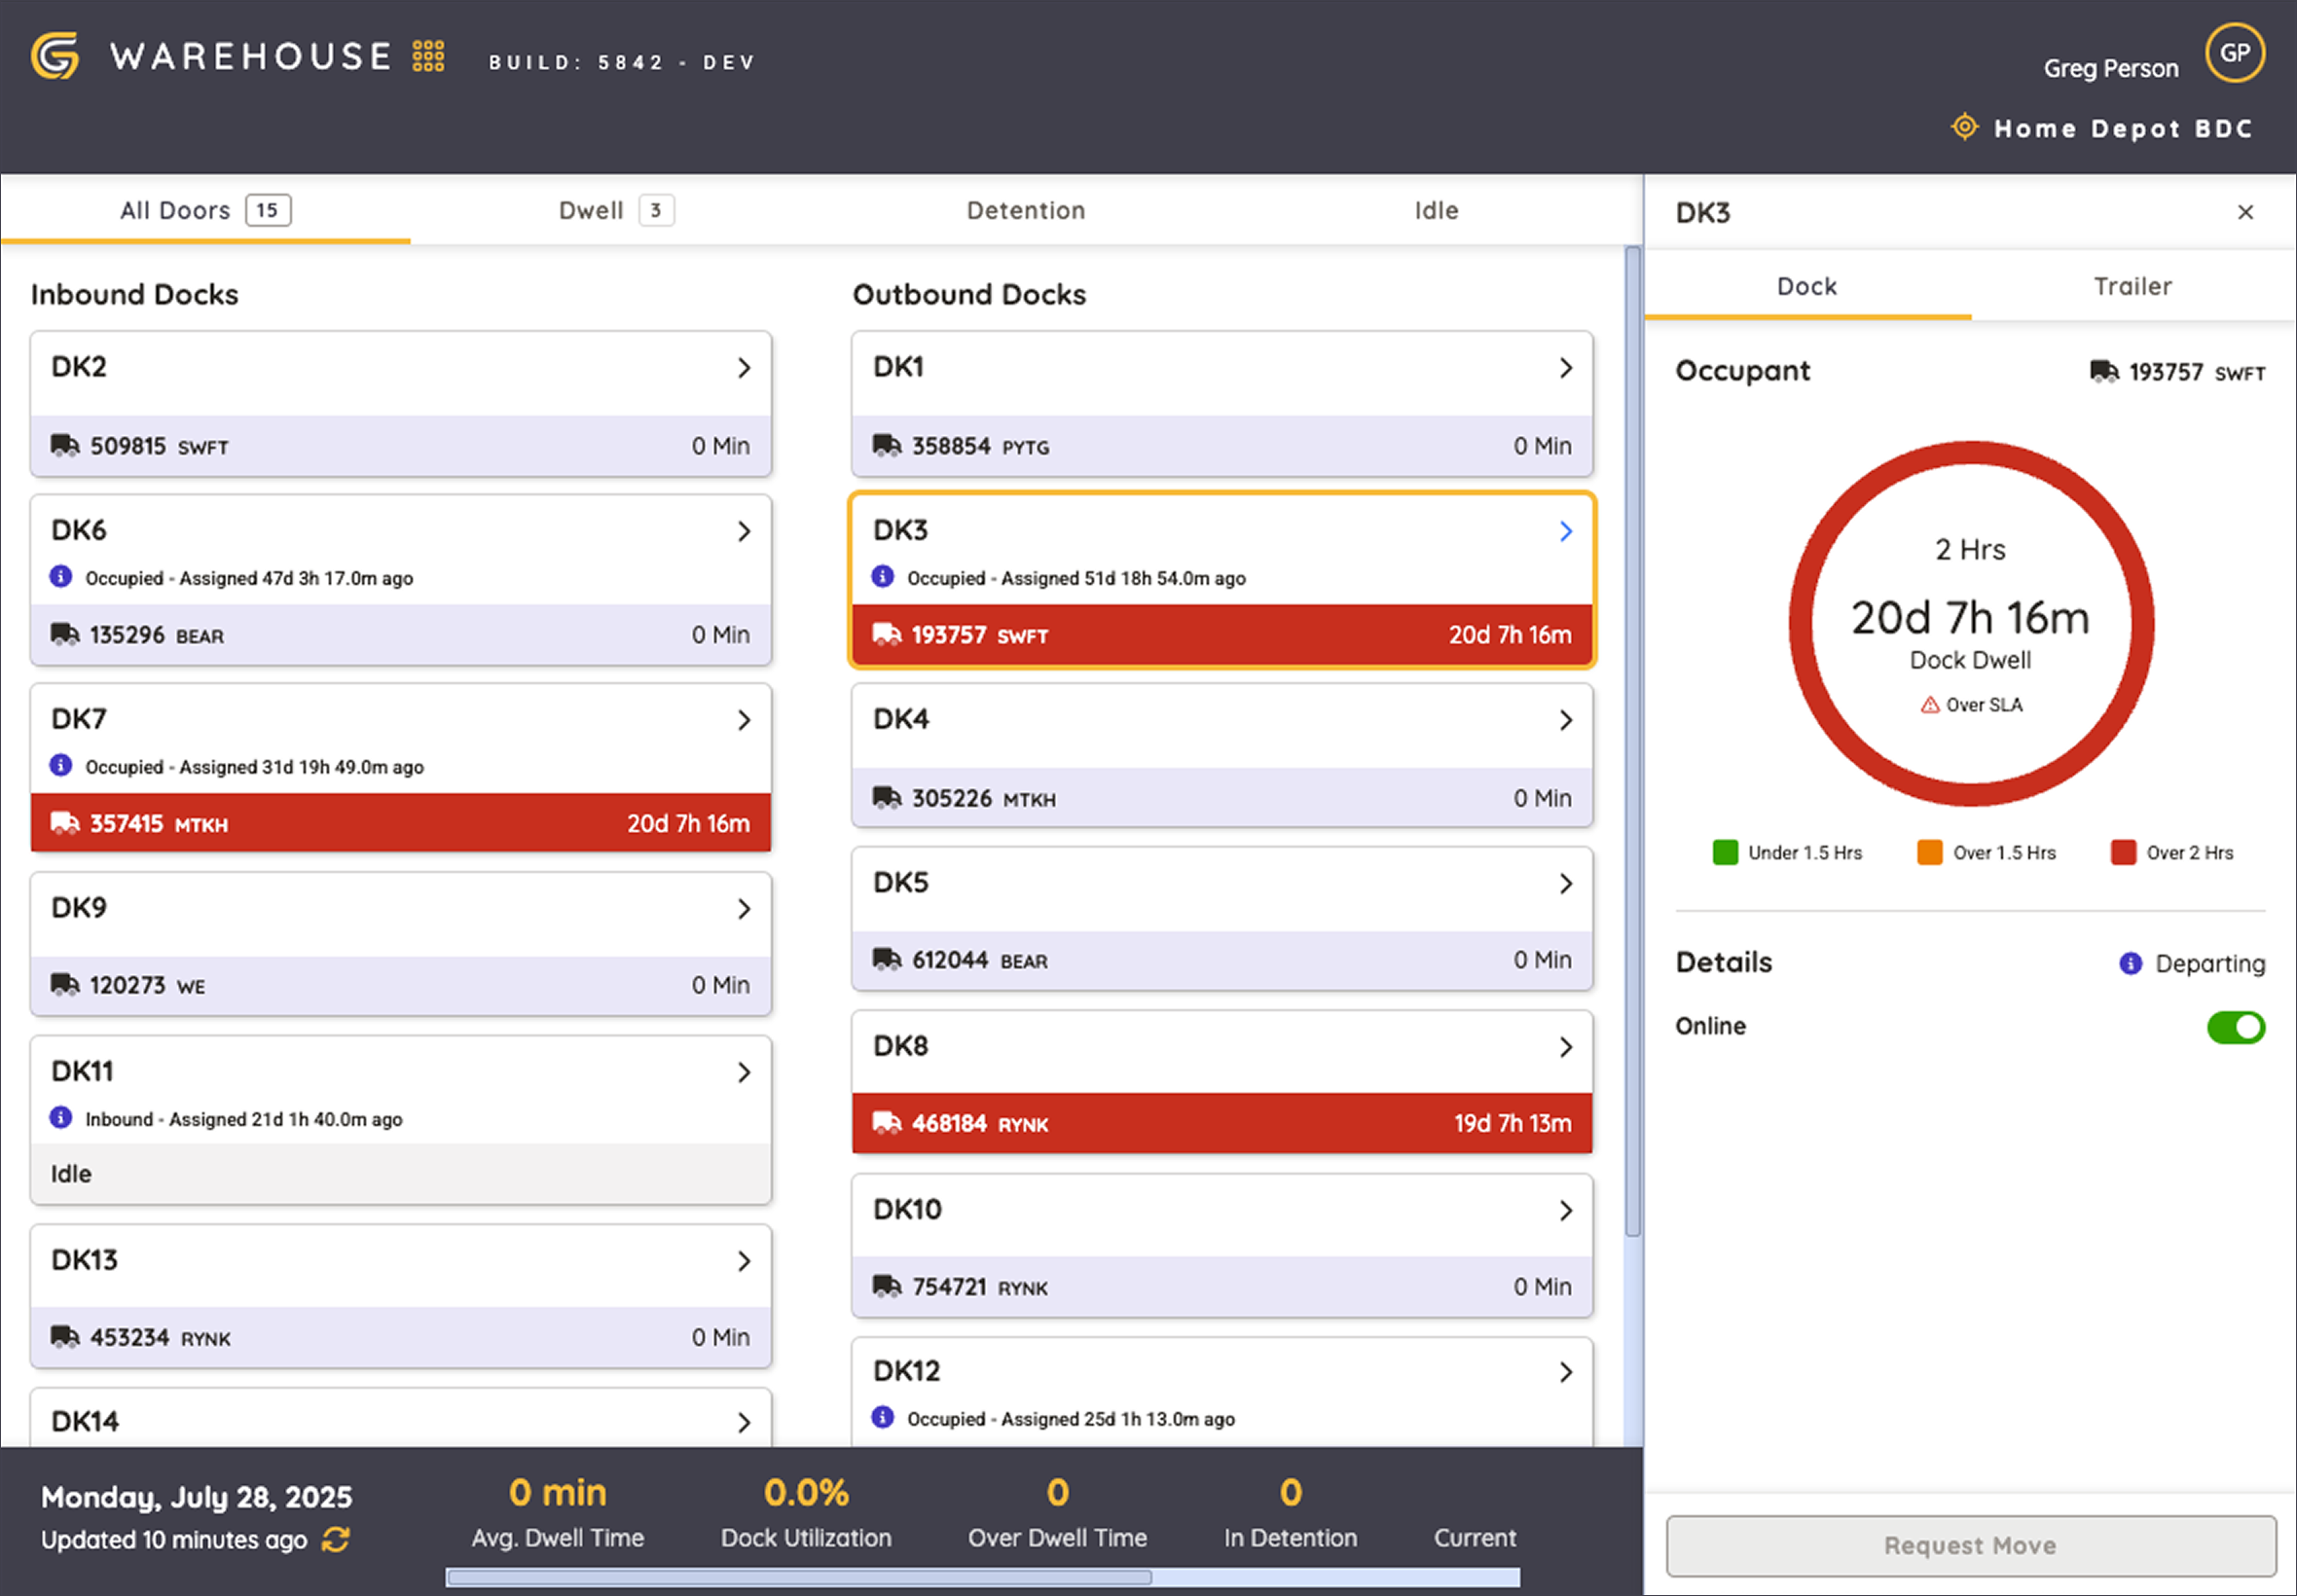 WAREHOUSE
BUILD: 5842 - DEV
Greg Person
GP
Home Depot BDC
All Doors 15
Dwell 3
Detention
Idle
Inbound Docks
DK2
509815 SWFT 0 Min
DK6
Occupied - Assigned 47d 3h 17.0m ago
135296 BEAR 0 Min
DK7
Occupied - Assigned 31d 19h 49.0m ago
357415 MTKH 20d 7h 16m
DK9
120273 WE 0 Min
DK11
Inbound - Assigned 21d 1h 40.0m ago
Idle
DK13
453234 RYNK 0 Min
DK14
Outbound Docks
DK1
358854 PYTG 0 Min
DK3
Occupied - Assigned 51d 18h 54.0m ago
193757 SWFT 20d 7h 16m
DK4
305226 MTKH 0 Min
DK5
612044 BEAR 0 Min
DK8
468184 RYNK 19d 7h 13m
DK10
754721 RYNK 0 Min
DK12
Occupied - Assigned 25d 1h 13.0m ago
DK3
Dock
Trailer
Occupant 193757 SWFT
2 Hrs
20d 7h 16m
Dock Dwell
Over SLA
Under 1.5 Hrs
Over 1.5 Hrs
Over 2 Hrs
Details
Departing
Online
Request Move
Monday, July 28, 2025
Updated 10 minutes ago
0 min
Avg. Dwell Time
0.0%
Dock Utilization
0
Over Dwell Time
0
In Detention
Current